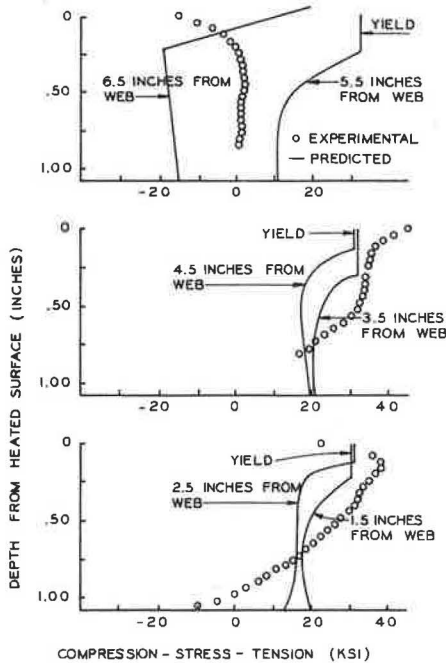 0
.50
1.00
YIELD
6.5 INCHES FROM
WEB
5.5 INCHES
FROM WEB
o EXPERIMENTAL
— PREDICTED
-20
0
20
0
.50
1.00
YIELD
4.5 INCHES FROM
WEB
3.5 INCHES
FROM WEB
-20
0
20
40
0
.50
1.00
YIELD
2.5 INCHES FROM
WEB
1.5 INCHES
FROM WEB
-20
0
20
40
DEPTH FROM HEATED SURFACE (INCHES)
COMPRESSION - STRESS - TENSION (KSI)